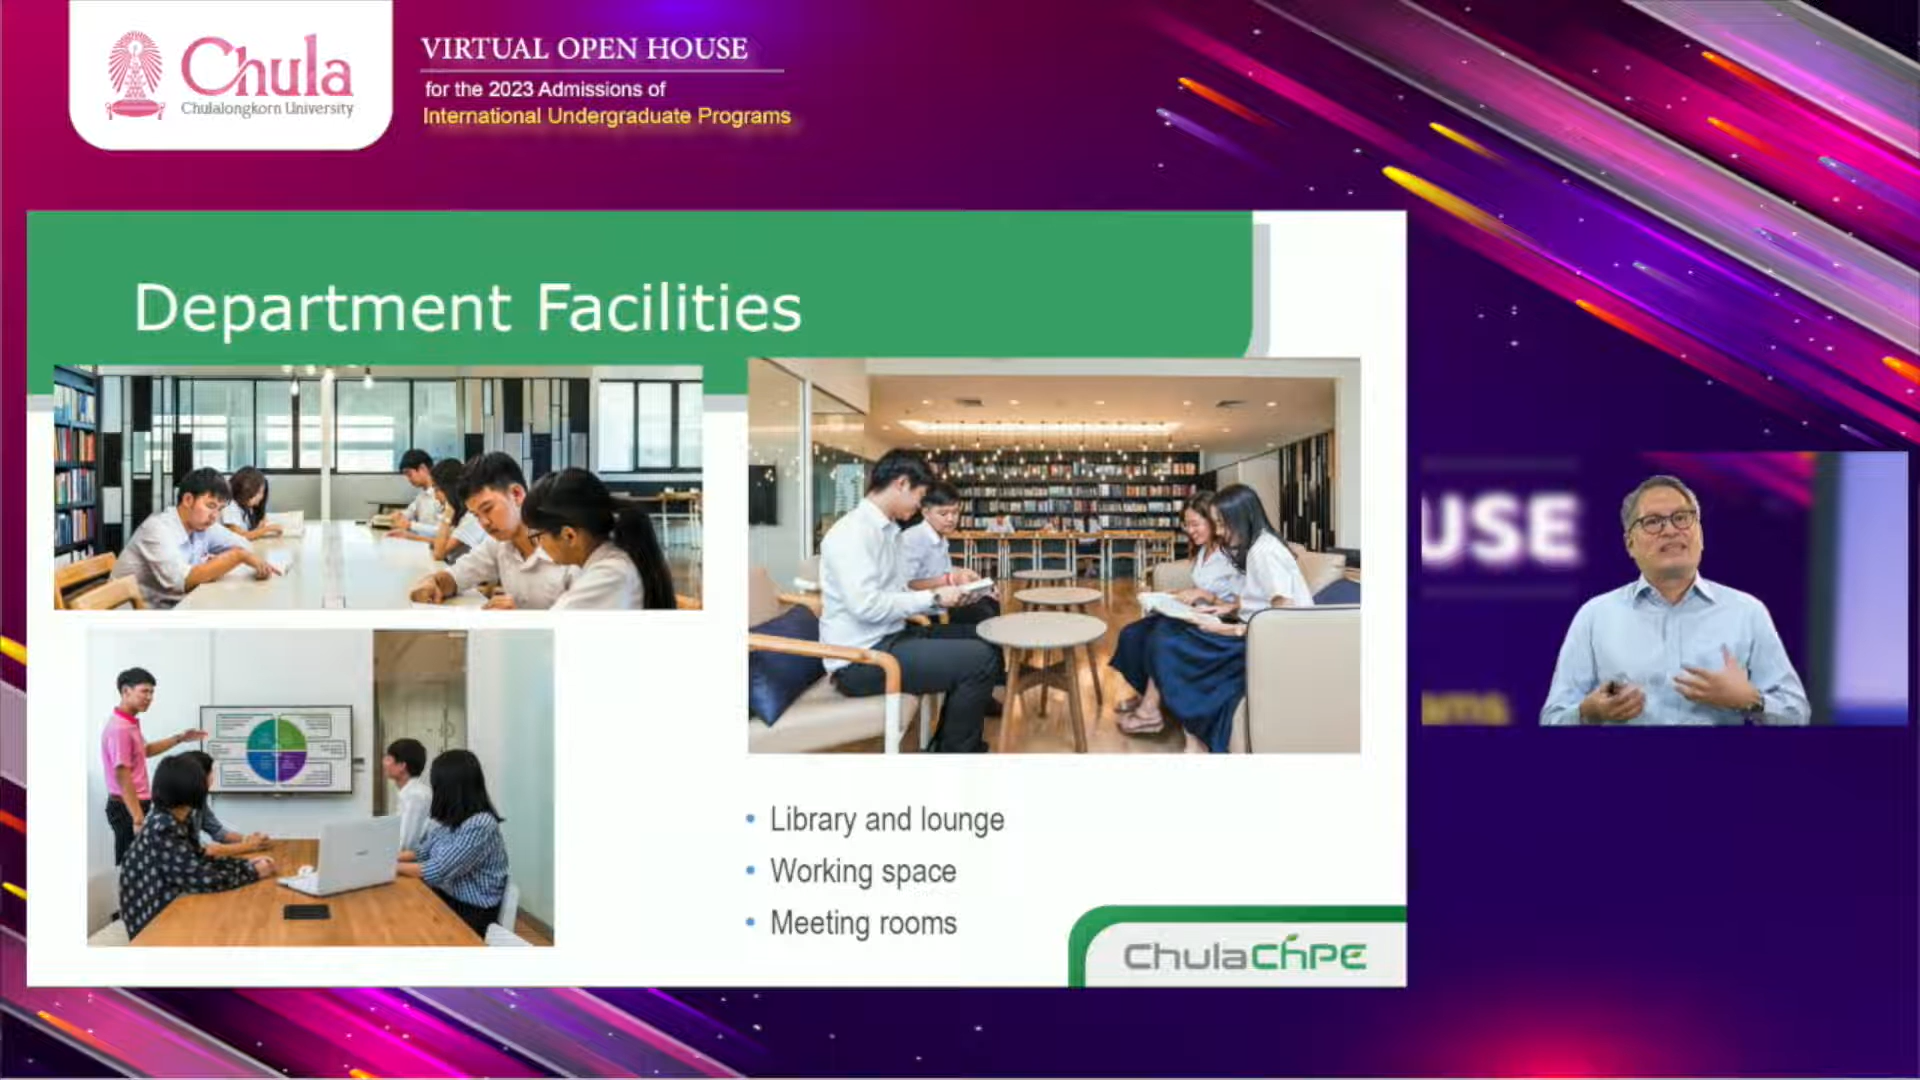 Chula
Chulalongkorn University
VIRTUAL OPEN HOUSE
for the 2023 Admissions of
International Undergraduate Programs
Department Facilities
USE
ams
• Library and lounge
• Working space
• Meeting rooms
ChulaChPE